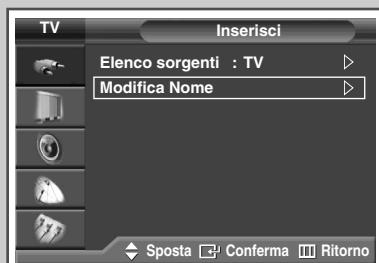 TV Inserisci
Elenco sorgenti : TV
Modifica Nome
Sposta Conferma Ritorno